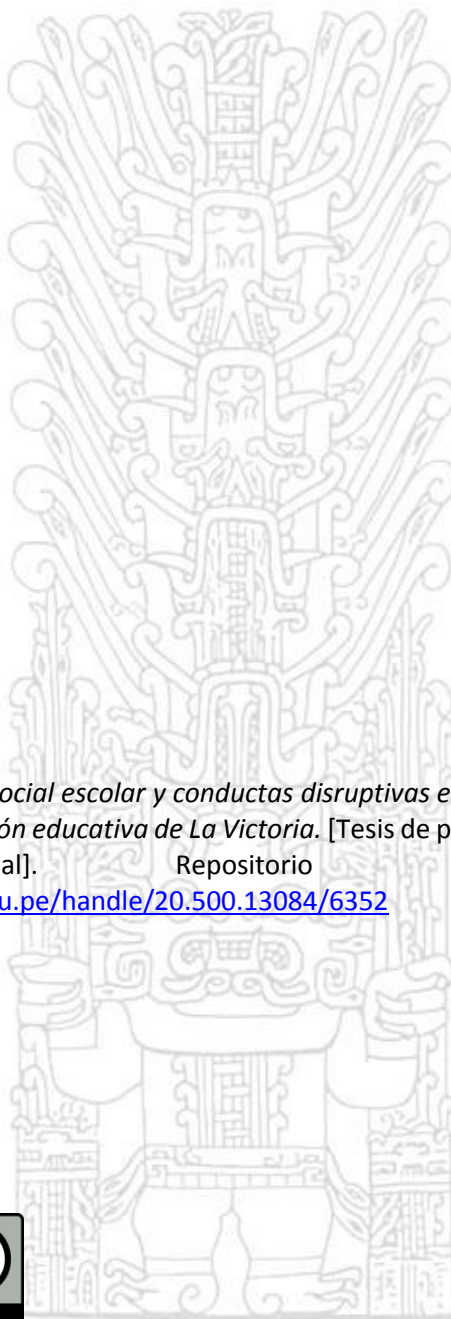 ocial escolar y conductas disruptivas e
ón educativa de La Victoria. [Tesis de p
al]. Repositorio
u.pe/handle/20.500.13084/6352